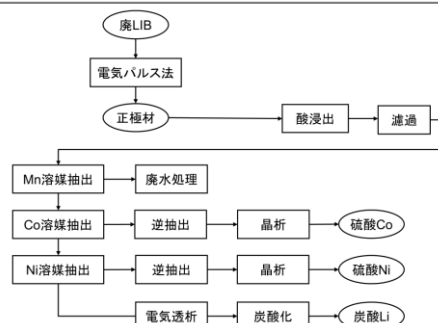 廃LIB
電気パルス法
正極材
酸浸出
濾過
Mn溶媒抽出
廃水処理
Co溶媒抽出
逆抽出
晶析
硫酸Co
Ni溶媒抽出
逆抽出
晶析
硫酸Ni
電気透析
炭酸化
炭酸Li